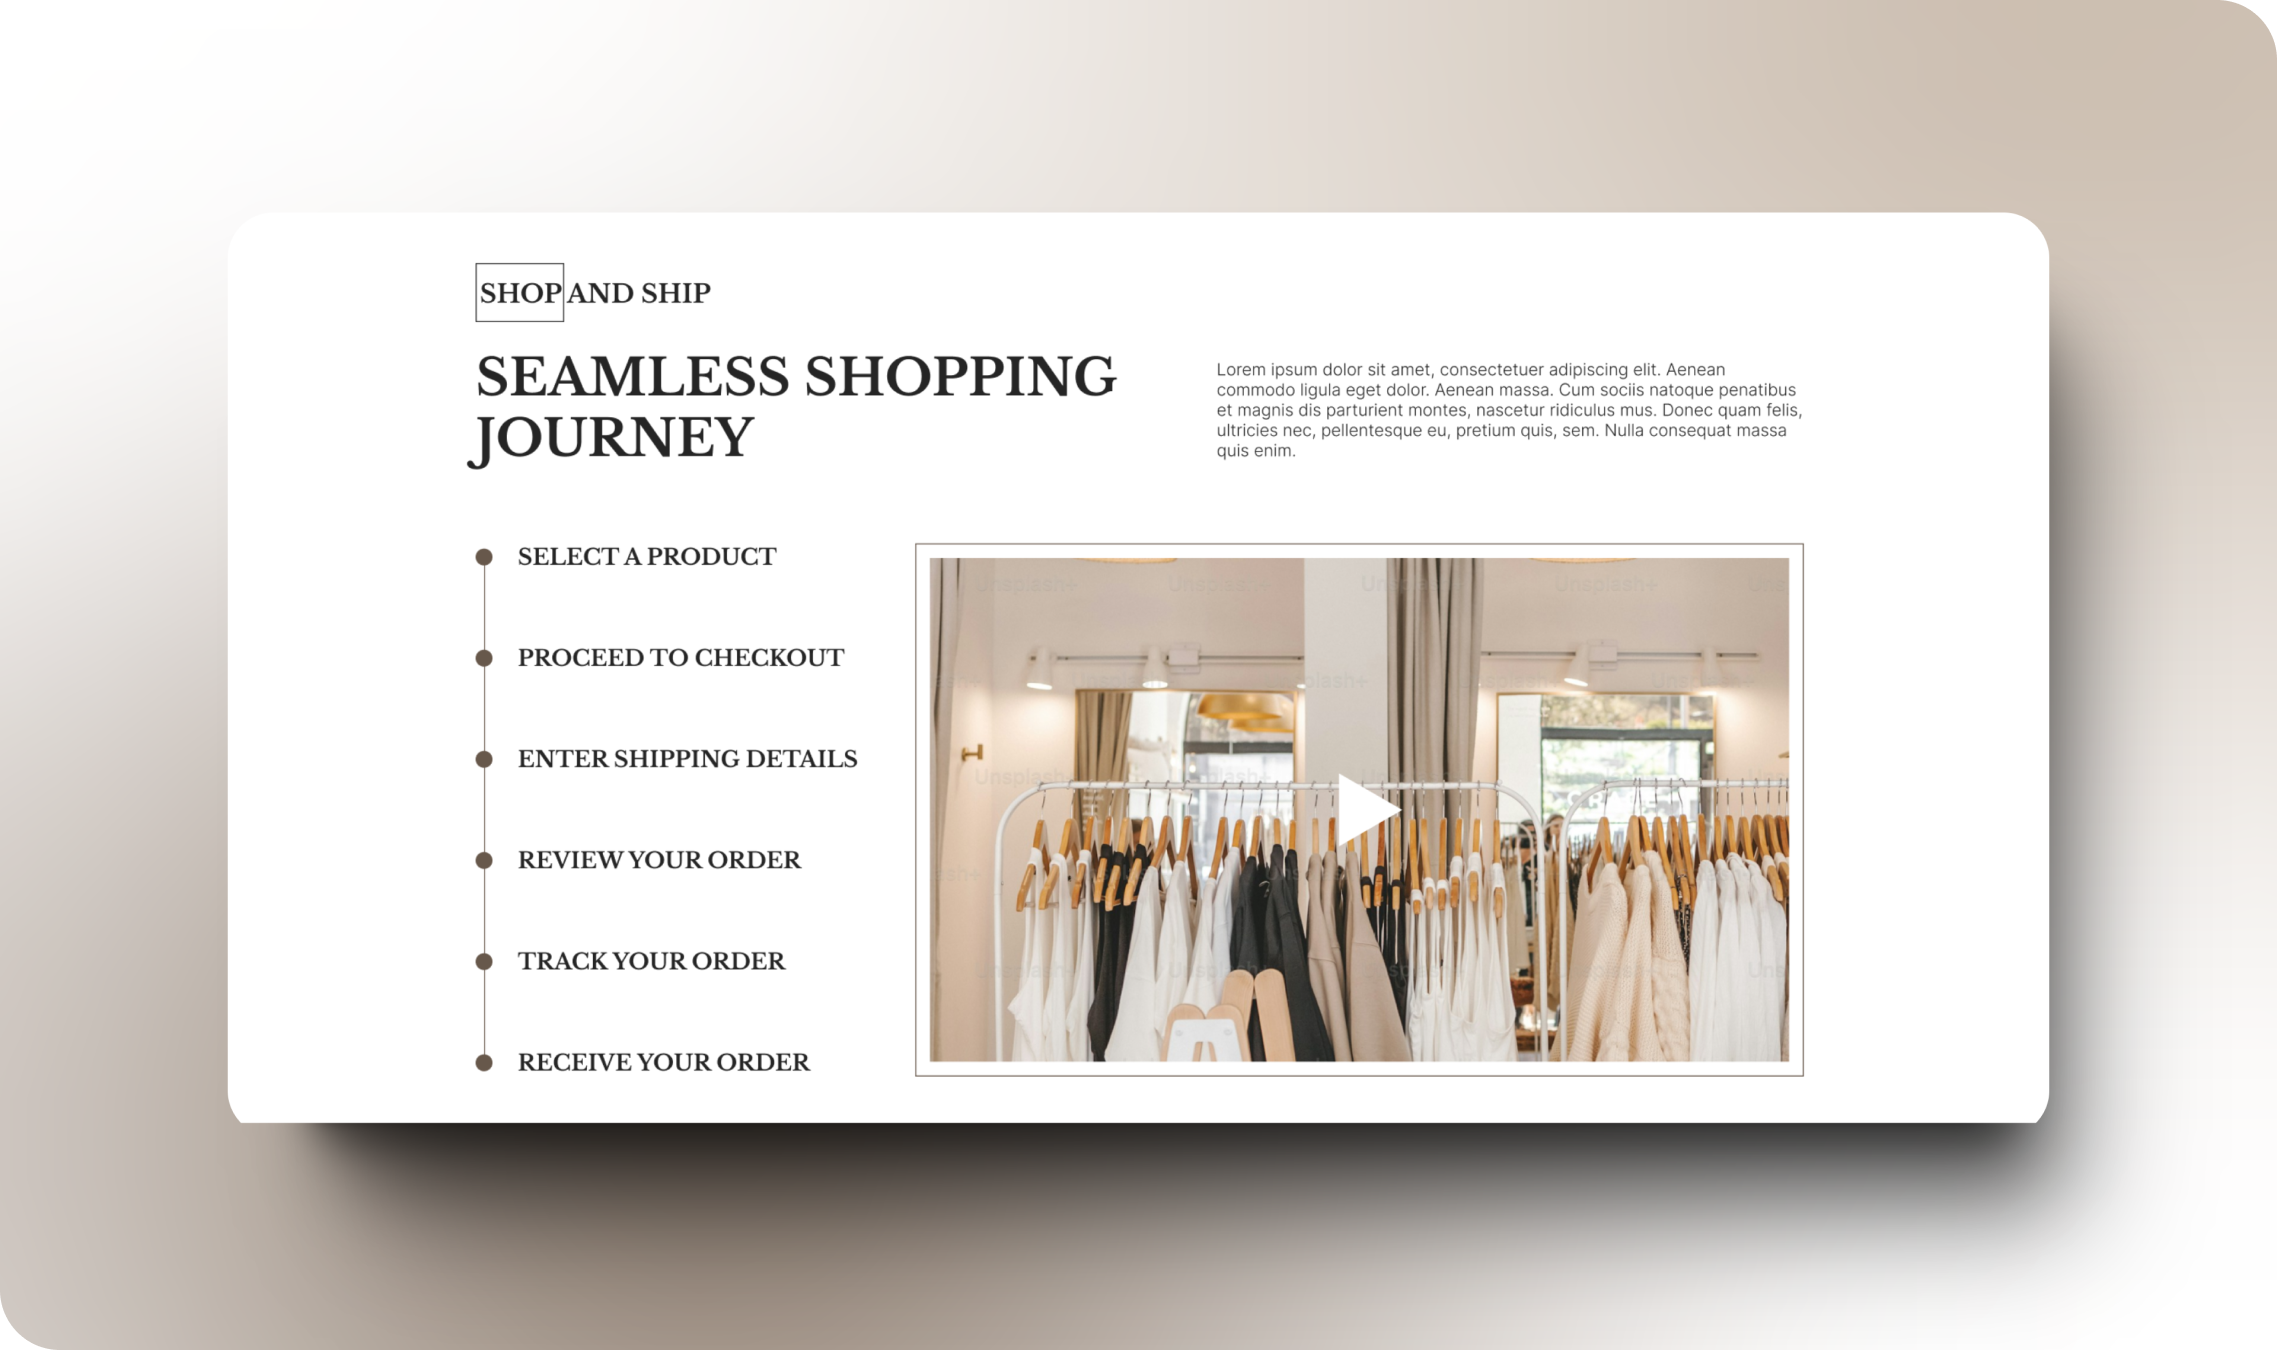 SHOP AND SHIP
SEAMLESS SHOPPING
JOURNEY
Lorem ipsum dolor sit amet, consectetuer adipiscing elit. Aenean
commodo ligula eget dolor. Aenean massa. Cum sociis natoque penatibus
et magnis dis parturient montes, nascetur ridiculus mus. Donec quam felis,
ultricies nec, pellentesque eu, pretium quis, sem. Nulla consequat massa
quis enim.
SELECT A PRODUCT
PROCEED TO CHECKOUT
ENTER SHIPPING DETAILS
REVIEW YOUR ORDER
TRACK YOUR ORDER
RECEIVE YOUR ORDER
Unsplash+ Unsplash+ Unsplash+ Unsplash+